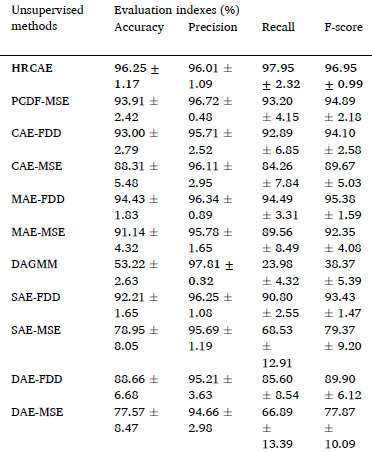 Unsupervised Evaluation indexes (%)
methods Accuracy Precision Recall F-score
HRCAE 96.25 ± 96.01 ± 97.95 96.95
1.17 1.09 ± 2.32 ± 0.99
PCDF-MSE 93.91 ± 96.72 ± 93.20 94.89
2.42 0.48 ± 4.15 ± 2.18
CAE-FDD 93.00 ± 95.71 ± 92.89 94.10
2.79 2.52 ± 6.85 ± 2.58
CAE-MSE 88.31 ± 96.11 ± 84.26 89.67
5.48 2.95 ± 7.84 ± 5.03
MAE-FDD 94.43 ± 96.34 ± 94.49 95.38
1.83 0.89 ± 3.31 ± 1.59
MAE-MSE 91.14 ± 95.78 ± 89.56 92.35
4.32 1.65 ± 8.49 ± 4.08
DAGMM 53.22 ± 97.81 ± 23.98 38.37
2.63 0.32 ± 4.32 ± 5.39
SAE-FDD 92.21 ± 96.25 ± 90.80 93.43
1.65 1.08 ± 2.55 ± 1.47
SAE-MSE 78.95 ± 95.69 ± 68.53 79.37
8.05 1.19 ± ± 9.20
12.91
DAE-FDD 88.66 ± 95.21 ± 85.60 89.90
6.68 3.63 ± 8.54 ± 6.12
DAE-MSE 77.57 ± 94.66 ± 66.89 77.87
8.47 2.98 ± ±
13.39 10.09